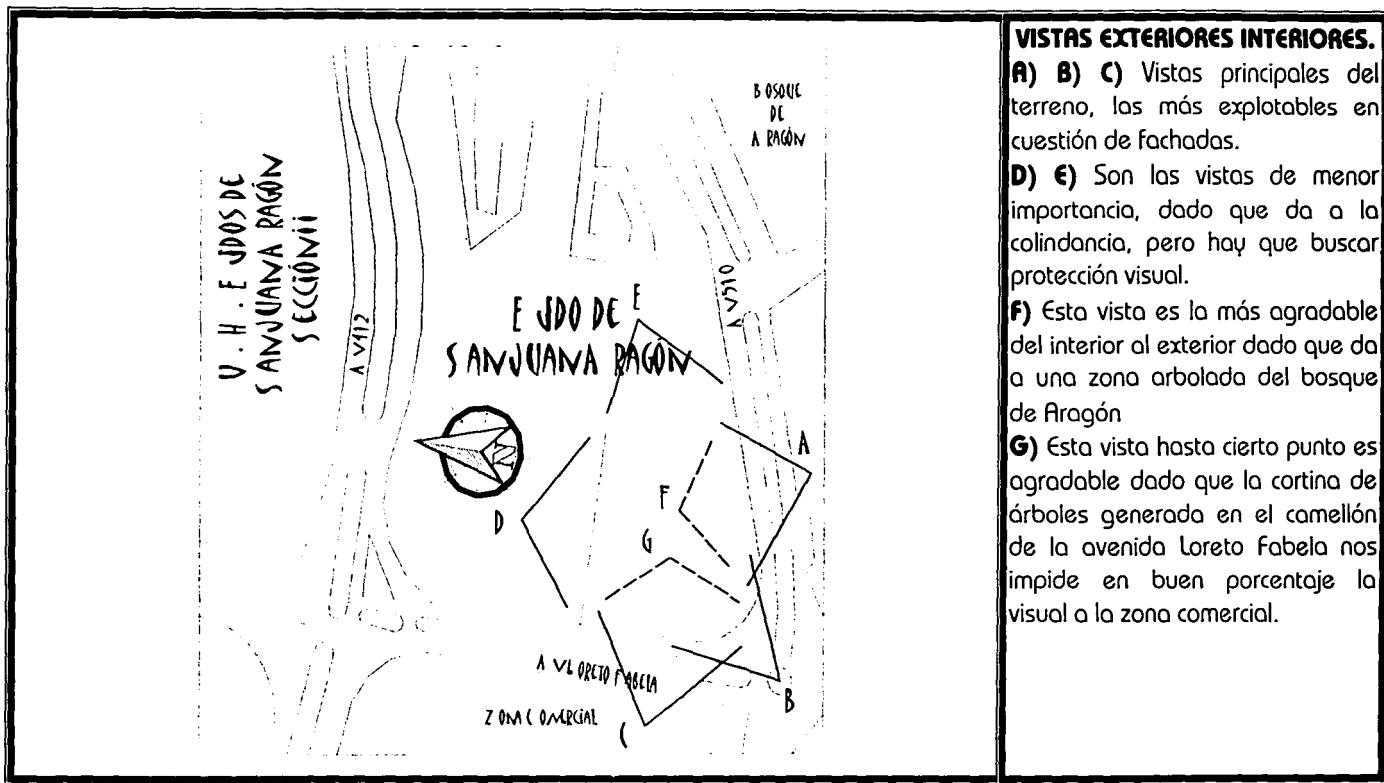 BOSQUE
DE
ARAGÓN
U.H. EJDOS DE
SANJUANA RAGÓN
SECCIÓN II
AV 412
EJDO DE
SANJUANA RAGÓN
AV 510
E
A
N
F
D
G
AV LORETO FABELA
B
ZONA COMERCIAL
C
VISTAS EXTERIORES INTERIORES.
A) B) C) Vistas principales del
terreno, las más explotables en
cuestión de fachadas.
D) E) Son las vistas de menor
importancia, dado que da a la
colindancia, pero hay que buscar
protección visual.
F) Esta vista es la más agradable
del interior al exterior dado que da
a una zona arbolada del bosque
de Aragón
G) Esta vista hasta cierto punto es
agradable dado que la cortina de
árboles generada en el camellón
de la avenida Loreto Fabela nos
impide en buen porcentaje la
visual a la zona comercial.